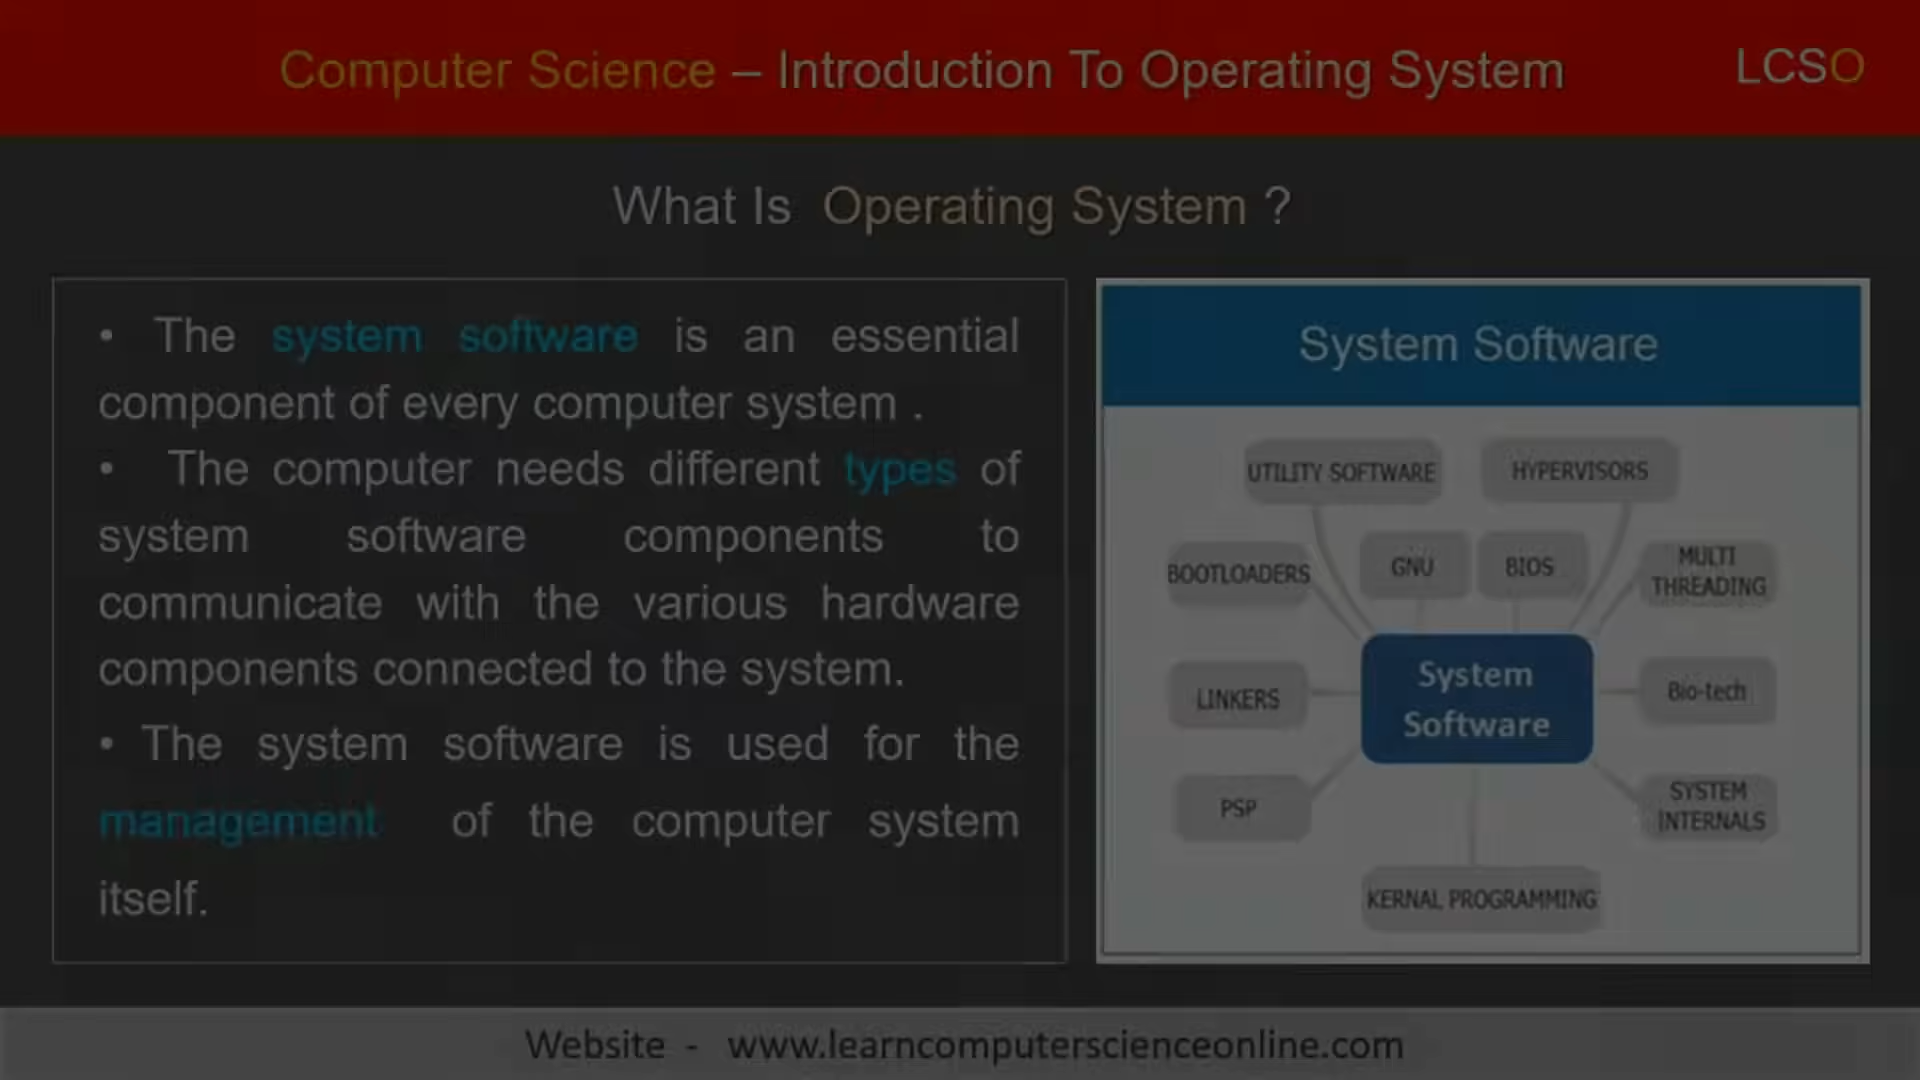 Computer Science – Introduction To Operating System
LCSO
What Is Operating System ?
• The system software is an essential
component of every computer system .
• The computer needs different types of
system software components to
communicate with the various hardware
components connected to the system.
• The system software is used for the
management of the computer system
itself.
System Software
UTILITY SOFTWARE
HYPERVISORS
BOOTLOADERS
GNU
BIOS
MULTI
THREADING
System
Software
LINKERS
Bio-tech
PSP
SYSTEM
INTERNALS
KERNAL PROGRAMMING
Website - www.learncomputerscienceonline.com